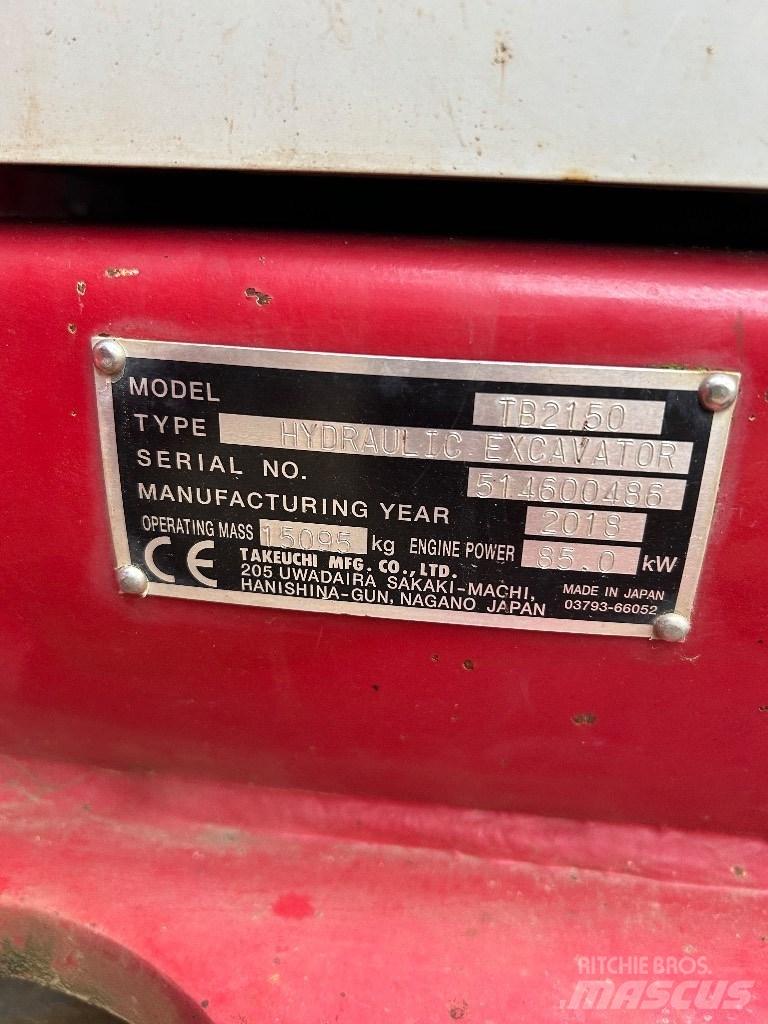 MODEL TB2150
TYPE HYDRAULIC EXCAVATOR
SERIAL NO. 514600486
MANUFACTURING YEAR 2018
OPERATING MASS 15095 kg ENGINE POWER 85.0 kW
CE TAKEUCHI MFG. CO., LTD.
205 UWADAIRA SAKAKI-MACHI,
HANISHINA-GUN, NAGANO JAPAN
MADE IN JAPAN
03793-66052
RITCHIE BROS.
MASCUS